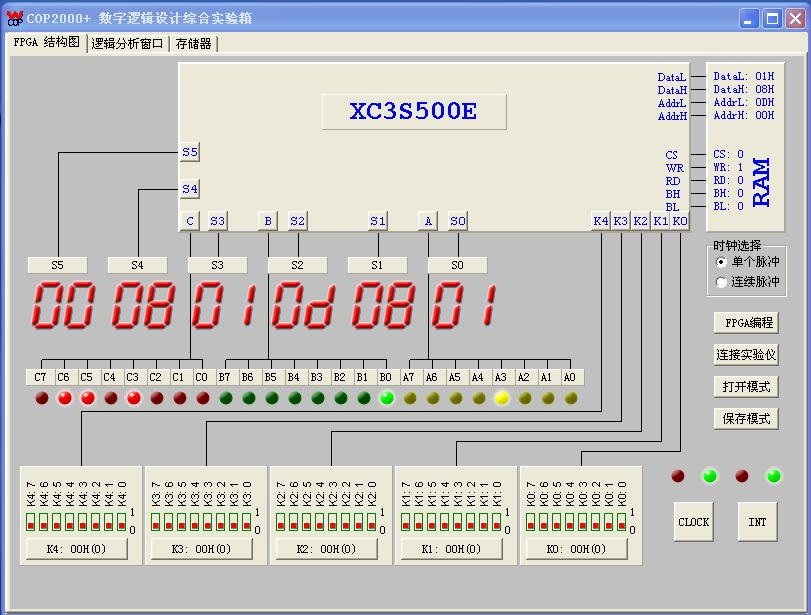 COP2000+ 数字逻辑设计综合实验箱
FPGA 结构图 逻辑分析窗口 存储器
XC3S500E
DataL DataL: 01H
DataH DataH: 08H
AddrL AddrL: 0DH
AddrH AddrH: 00H
CS CS: 0
WR WR: 1
RD RD: 0
BH BH: 0
BL BL: 0
RAM
S5
S4
C S3 B S2 S1 A S0 K4 K3 K2 K1 K0
S5 S4 S3 S2 S1 S0
00 08 01 0d 08 01
时钟选择
单个脉冲
连续脉冲
FPGA编程
连接实验仪
打开模式
保存模式
C7 C6 C5 C4 C3 C2 C1 C0 B7 B6 B5 B4 B3 B2 B1 B0 A7 A6 A5 A4 A3 A2 A1 A0
K4:7 K4:6 K4:5 K4:4 K4:3 K4:2 K4:1 K4:0
1
0
K4: 00H(0)
K3:7 K3:6 K3:5 K3:4 K3:3 K3:2 K3:1 K3:0
1
0
K3: 00H(0)
K2:7 K2:6 K2:5 K2:4 K2:3 K2:2 K2:1 K2:0
1
0
K2: 00H(0)
K1:7 K1:6 K1:5 K1:4 K1:3 K1:2 K1:1 K1:0
1
0
K1: 00H(0)
K0:7 K0:6 K0:5 K0:4 K0:3 K0:2 K0:1 K0:0
1
0
K0: 00H(0)
CLOCK INT